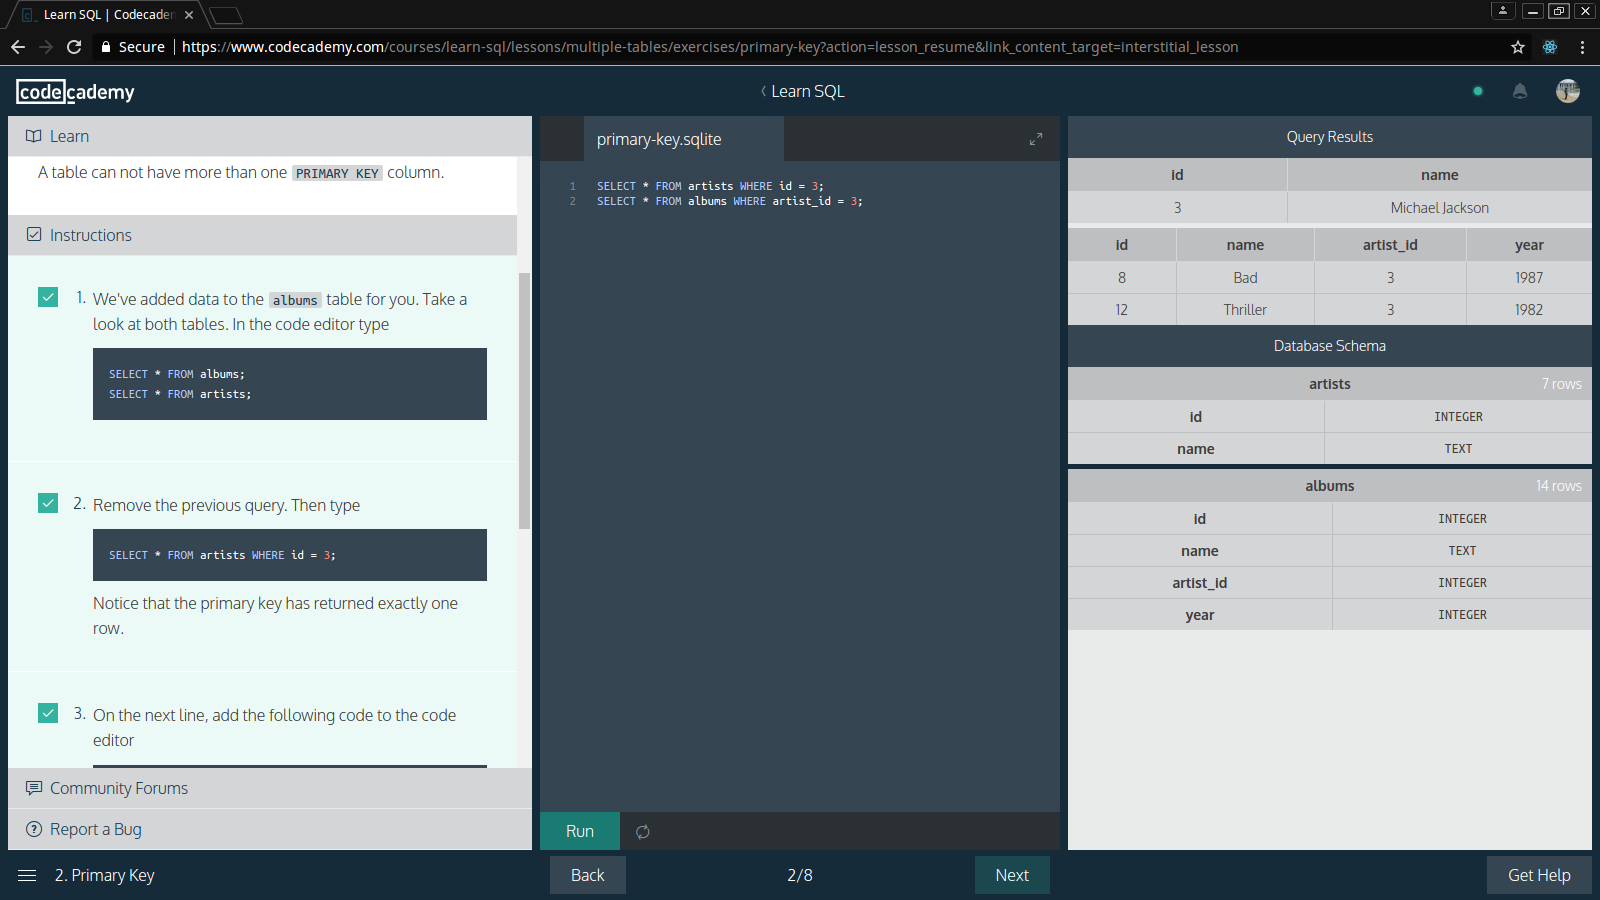 Learn SQL | Codecadem
Secure
https://www.codecademy.com/courses/learn-sql/lessons/multiple-tables/exercises/primary-key?action=lesson_resume&link_content_target=interstitial_lesson
codecademy
Learn SQL
Learn
A table can not have more than one PRIMARY KEY column.
Instructions
1. We've added data to the albums table for you. Take a
look at both tables. In the code editor type
SELECT * FROM albums;
SELECT * FROM artists;
2. Remove the previous query. Then type
SELECT * FROM artists WHERE id = 3;
Notice that the primary key has returned exactly one
row.
3. On the next line, add the following code to the code
editor
Community Forums
Report a Bug
primary-key.sqlite
1 SELECT * FROM artists WHERE id = 3;
2 SELECT * FROM albums WHERE artist_id = 3;
Run
Query Results
id name
3 Michael Jackson
id name artist_id year
8 Bad 3 1987
12 Thriller 3 1982
Database Schema
artists 7 rows
id INTEGER
name TEXT
albums 14 rows
id INTEGER
name TEXT
artist_id INTEGER
year INTEGER
2. Primary Key
Back
2/8
Next
Get Help